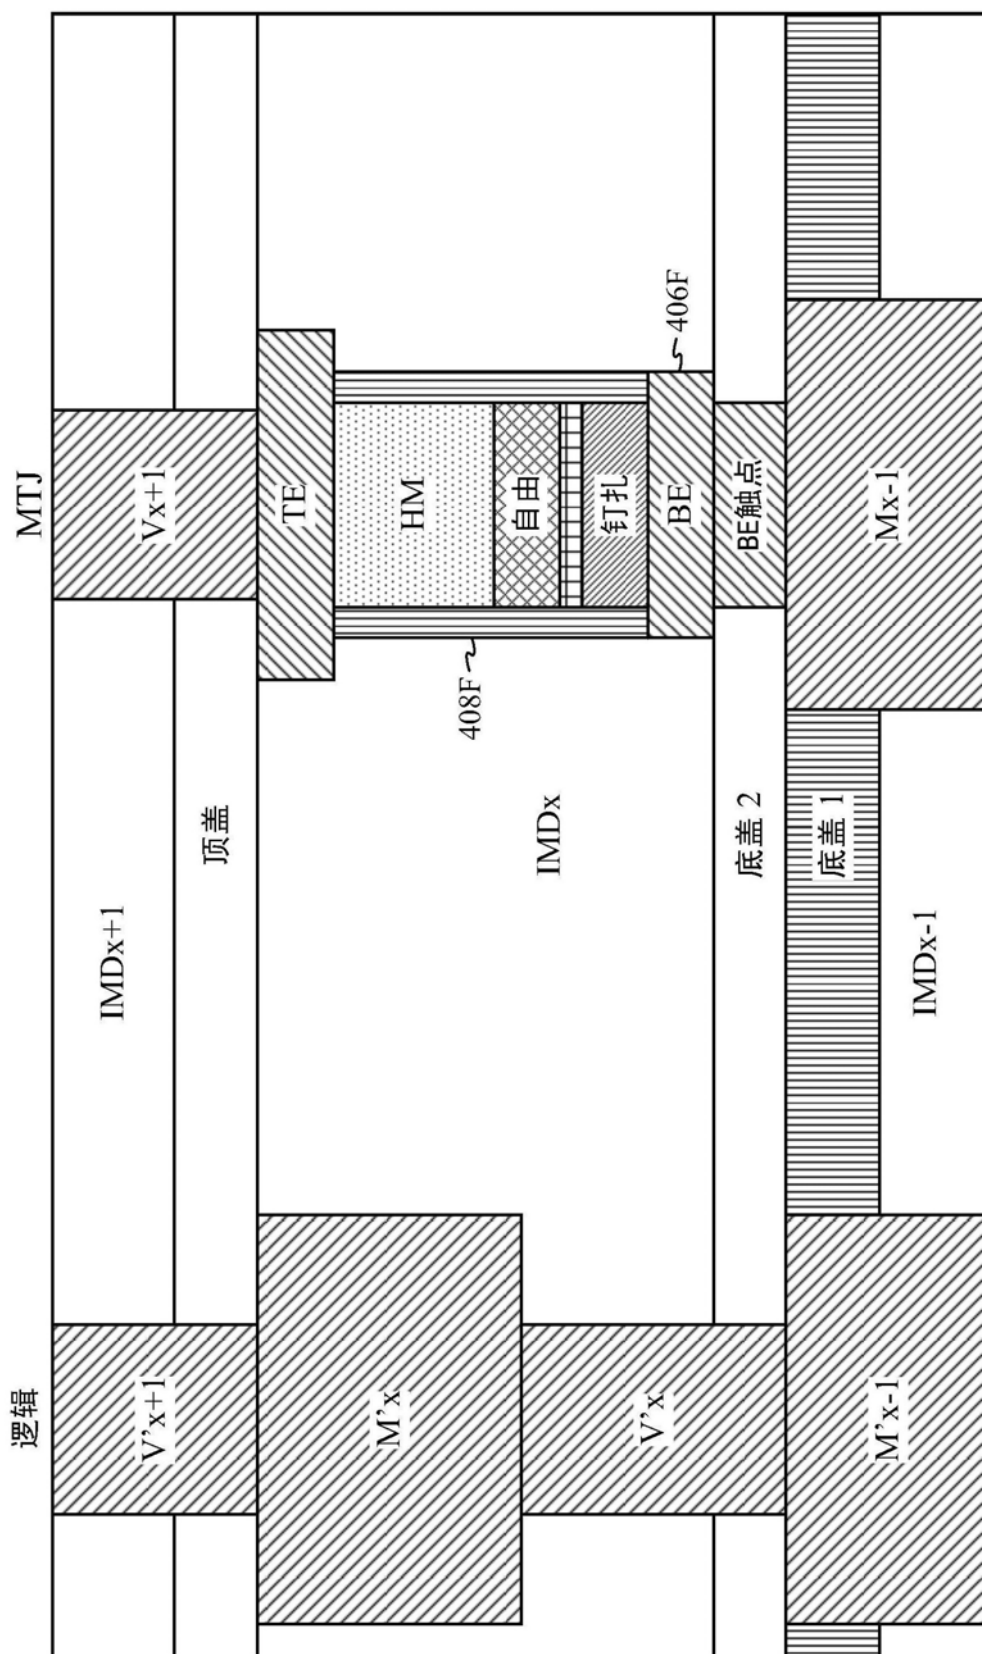 逻辑
MTJ
V’x+1
IMDx+1
Vx+1
顶盖
TE
M’x
HM
408F
自由
IMDx
钉扎
V’x
BE
406F
底盖 2
BE触点
底盖 1
M’x-1
IMDx-1
Mx-1